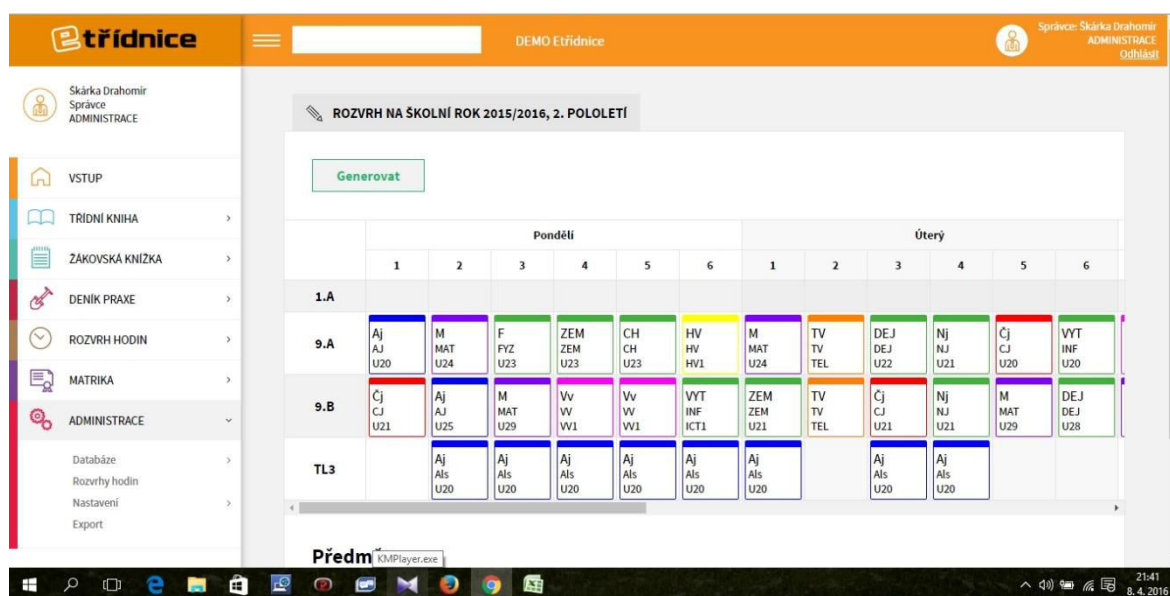 etřídnice
DEMO Etřídnice
Správce: Škárka Drahomír
ADMINISTRACE
Odhlásit
Škárka Drahomír
Správce
ADMINISTRACE
VSTUP
TŘÍDNÍ KNIHA
ŽÁKOVSKÁ KNÍŽKA
DENÍK PRAXE
ROZVRH HODIN
MATRIKA
ADMINISTRACE
Databáze
Rozvrhy hodin
Nastavení
Export
ROZVRH NA ŠKOLNÍ ROK 2015/2016, 2. POLOLETÍ
Generovat
Pondělí Úterý
1 2 3 4 5 6 1 2 3 4 5 6
1.A
9.A
Aj M F ZEM CH HV M TV DEJ Nj Čj VYT
AJ MAT FYZ ZEM CH HV MAT TV DEJ NJ CJ INF
U20 U24 U23 U23 U23 HV1 U24 TEL U22 U21 U20 U20
9.B
Čj Aj M Vv Vv VYT ZEM TV Čj Nj M DEJ
CJ AJ MAT VV VV INF ZEM TV CJ NJ MAT DEJ
U21 U25 U29 VV1 VV1 ICT1 U21 TEL U21 U21 U29 U28
TL3
Aj Aj Aj Aj Aj Aj Aj Aj
Als Als Als Als Als Als Als Als
U20 U20 U20 U20 U20 U20 U20 U20
Předm
KMPlayer.exe
21:41
8. 4. 2016